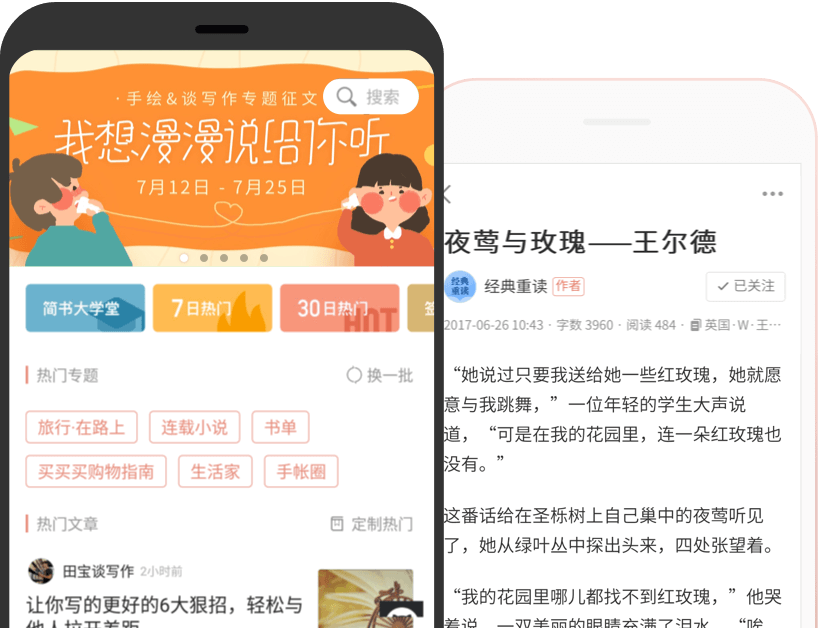 ·手绘&谈写作专题征文
搜索
我想漫漫说给你听
7月12日 - 7月25日
简书大学堂
7日热门
30日热门
HOT
签
热门专题
换一批
旅行·在路上
连载小说
书单
买买买购物指南
生活家
手帐圈
热门文章
定制热门
田宝谈写作 2小时前
让你写的更好的6大狠招，轻松与
他人拉开差距
夜莺与玫瑰——王尔德
经典
重读
经典重读 作者
已关注
2017-06-26 10:43 · 字数 3960 · 阅读 484 · 英国·W·王···
“她说过只要我送给她一些红玫瑰，她就愿
意与我跳舞，”一位年轻的学生大声说
道，“可是在我的花园里，连一朵红玫瑰也
没有。”
这番话给在圣栎树上自己巢中的夜莺听见
了，她从绿叶丛中探出头来，四处张望着。
“我的花园里哪儿都找不到红玫瑰，”他哭
着说，一双美丽的眼睛充满了泪水，“唉